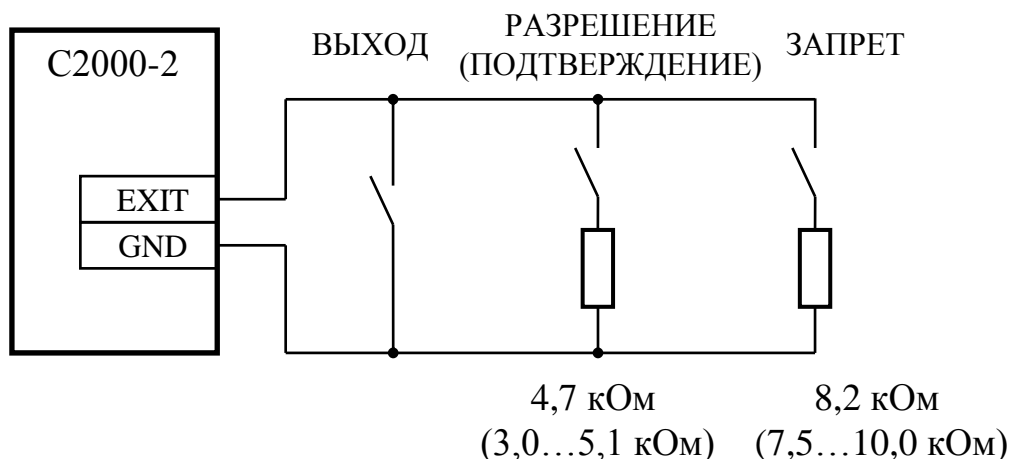 С2000-2
ВЫХОД
РАЗРЕШЕНИЕ
(ПОДТВЕРЖДЕНИЕ)
ЗАПРЕТ
EXIT
GND
4,7 кОм
(3,0…5,1 кОм)
8,2 кОм
(7,5…10,0 кОм)